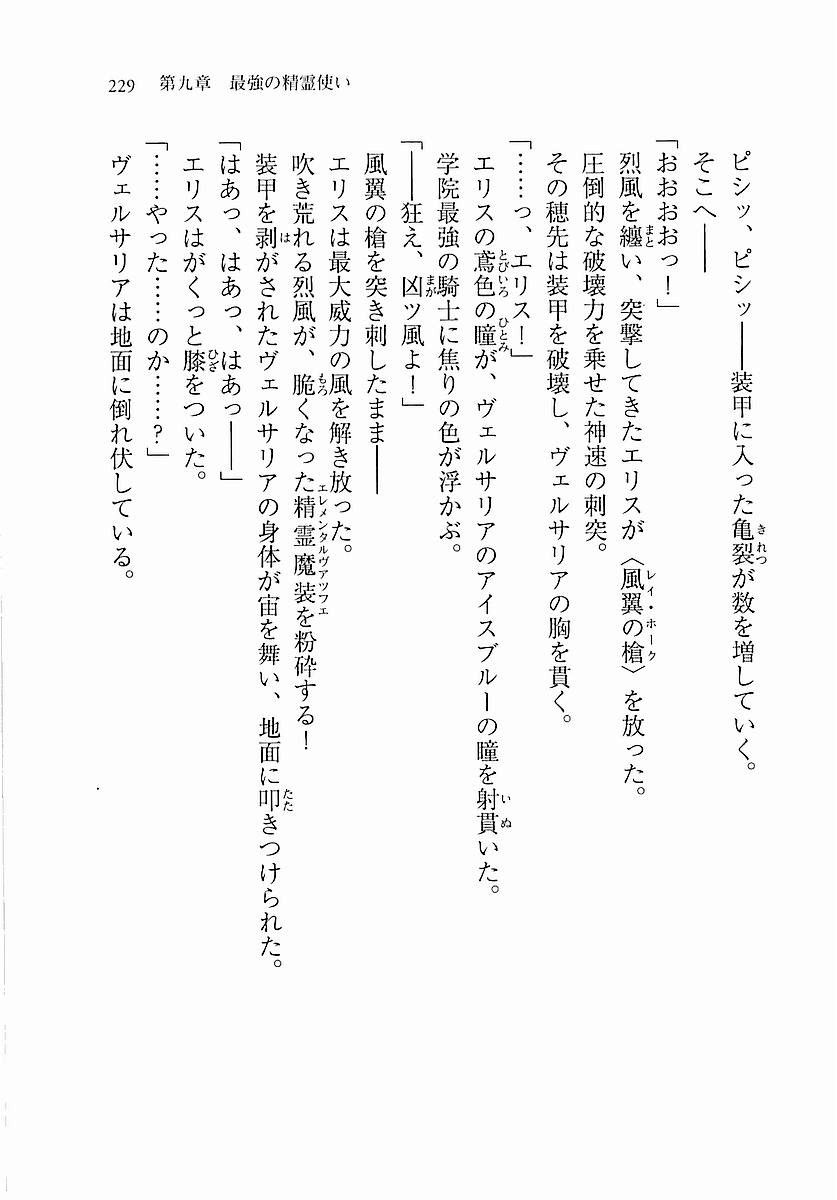 229　第九章　最強の精霊使い
ピシッ、ピシッ――装甲に入った亀裂が数を増していく。
そこへ――
「おおおおっ！」
烈風を纏い、突撃してきたエリスが〈風翼の槍〉を放った。
圧倒的な破壊力を乗せた神速の刺突。
その穂先は装甲を破壊し、ヴェルサリアの胸を貫く。
「……っ、エリス！」
エリスの鳶色の瞳が、ヴェルサリアのアイスブルーの瞳を射貫いた。
学院最強の騎士に焦りの色が浮かぶ。
「――狂え、凶ツ風よ！」
風翼の槍を突き刺したまま――
エリスは最大威力の風を解き放った。
吹き荒れる烈風が、脆くなった精霊魔装を粉砕する！
装甲を剥がされたヴェルサリアの身体が宙を舞い、地面に叩きつけられた。
「はあっ、はあっ、はあっ――」
エリスはがくっと膝をついた。
「……やった……のか……？」
ヴェルサリアは地面に倒れ伏している。